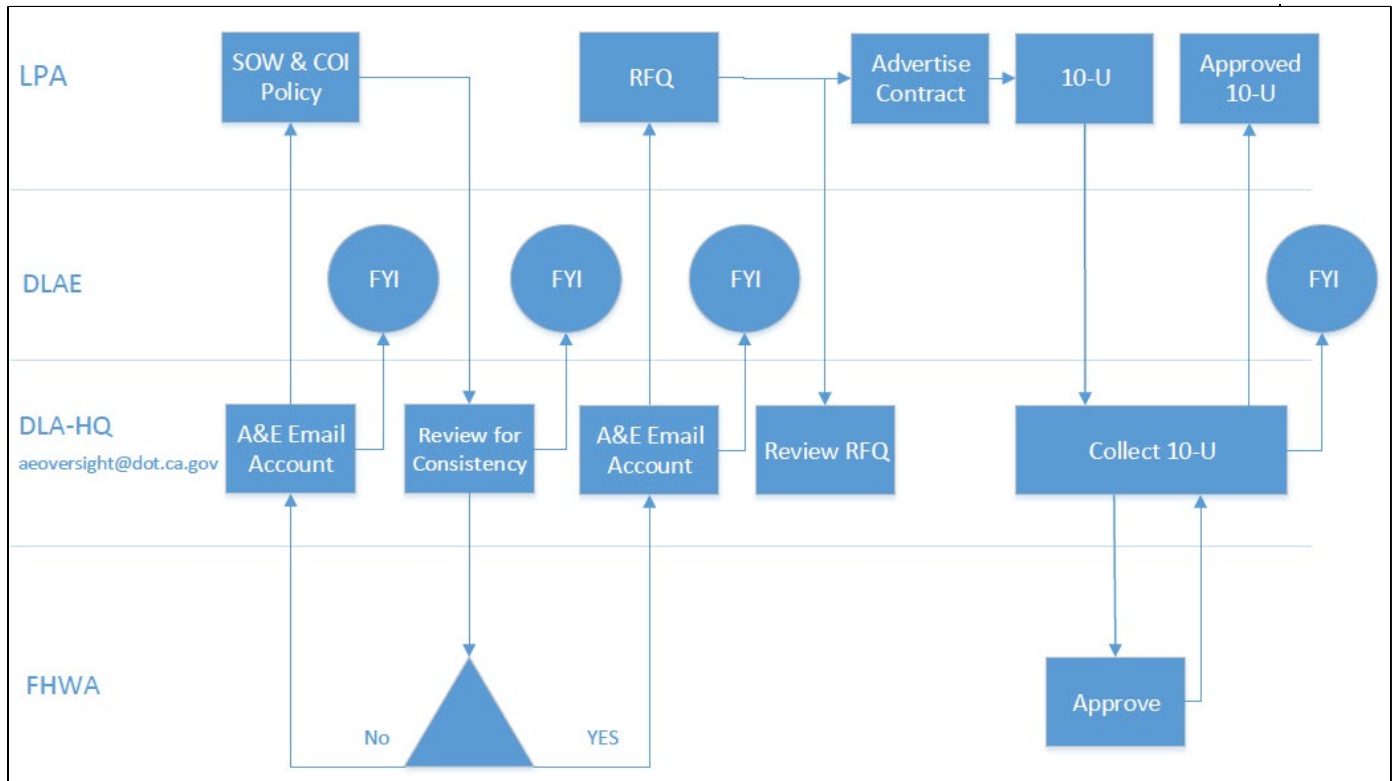 LPA
SOW & COI
Policy
RFQ
Advertise
Contract
10-U
Approved
10-U
DLAE
FYI
FYI
FYI
FYI
DLA-HQ
aeoversight@dot.ca.gov
A&E Email
Account
Review for
Consistency
A&E Email
Account
Review RFQ
Collect 10-U
FHWA
No
YES
Approve